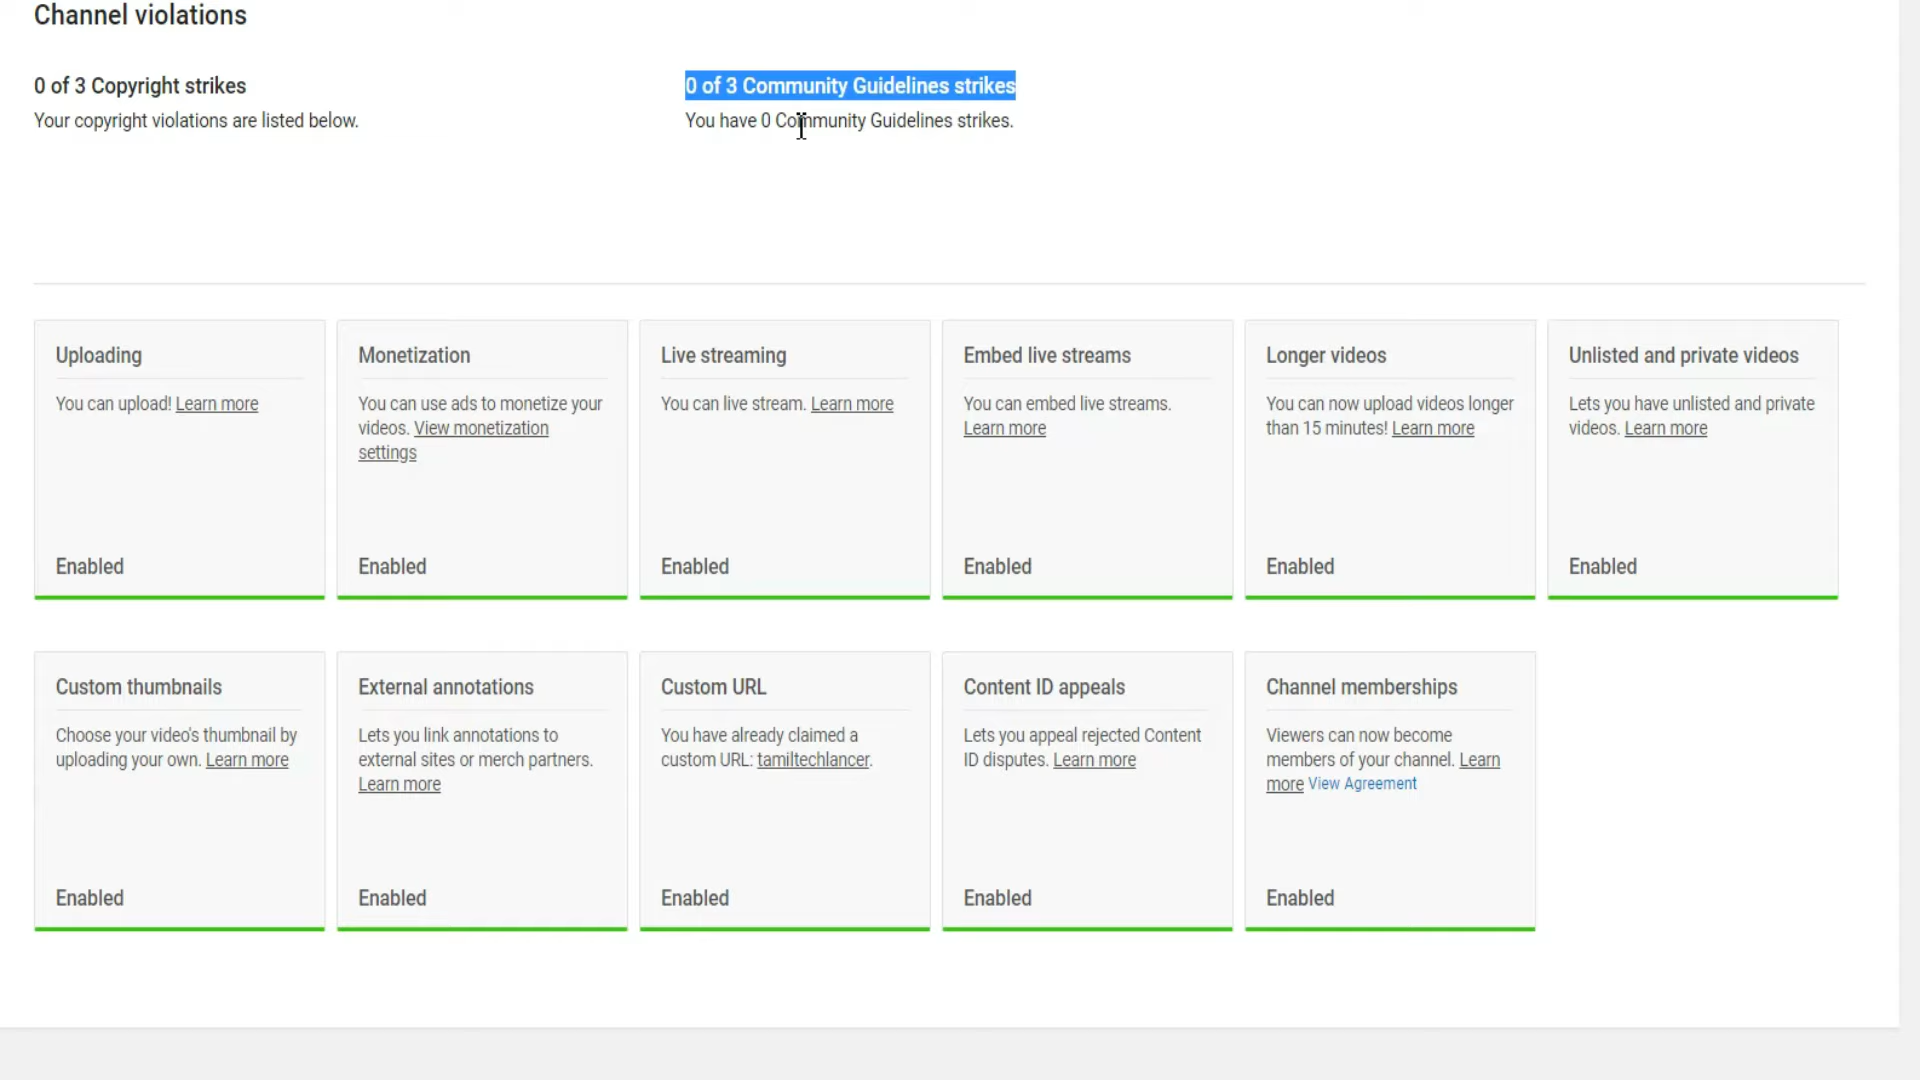 Channel violations
0 of 3 Copyright strikes
Your copyright violations are listed below.
0 of 3 Community Guidelines strikes
You have 0 Community Guidelines strikes.
Uploading
You can upload! Learn more
Enabled
Monetization
You can use ads to monetize your
videos. View monetization
settings
Enabled
Live streaming
You can live stream. Learn more
Enabled
Embed live streams
You can embed live streams.
Learn more
Enabled
Longer videos
You can now upload videos longer
than 15 minutes! Learn more
Enabled
Unlisted and private videos
Lets you have unlisted and private
videos. Learn more
Enabled
Custom thumbnails
Choose your video's thumbnail by
uploading your own. Learn more
Enabled
External annotations
Lets you link annotations to
external sites or merch partners.
Learn more
Enabled
Custom URL
You have already claimed a
custom URL: tamiltechlancer.
Enabled
Content ID appeals
Lets you appeal rejected Content
ID disputes. Learn more
Enabled
Channel memberships
Viewers can now become
members of your channel. Learn
more View Agreement
Enabled